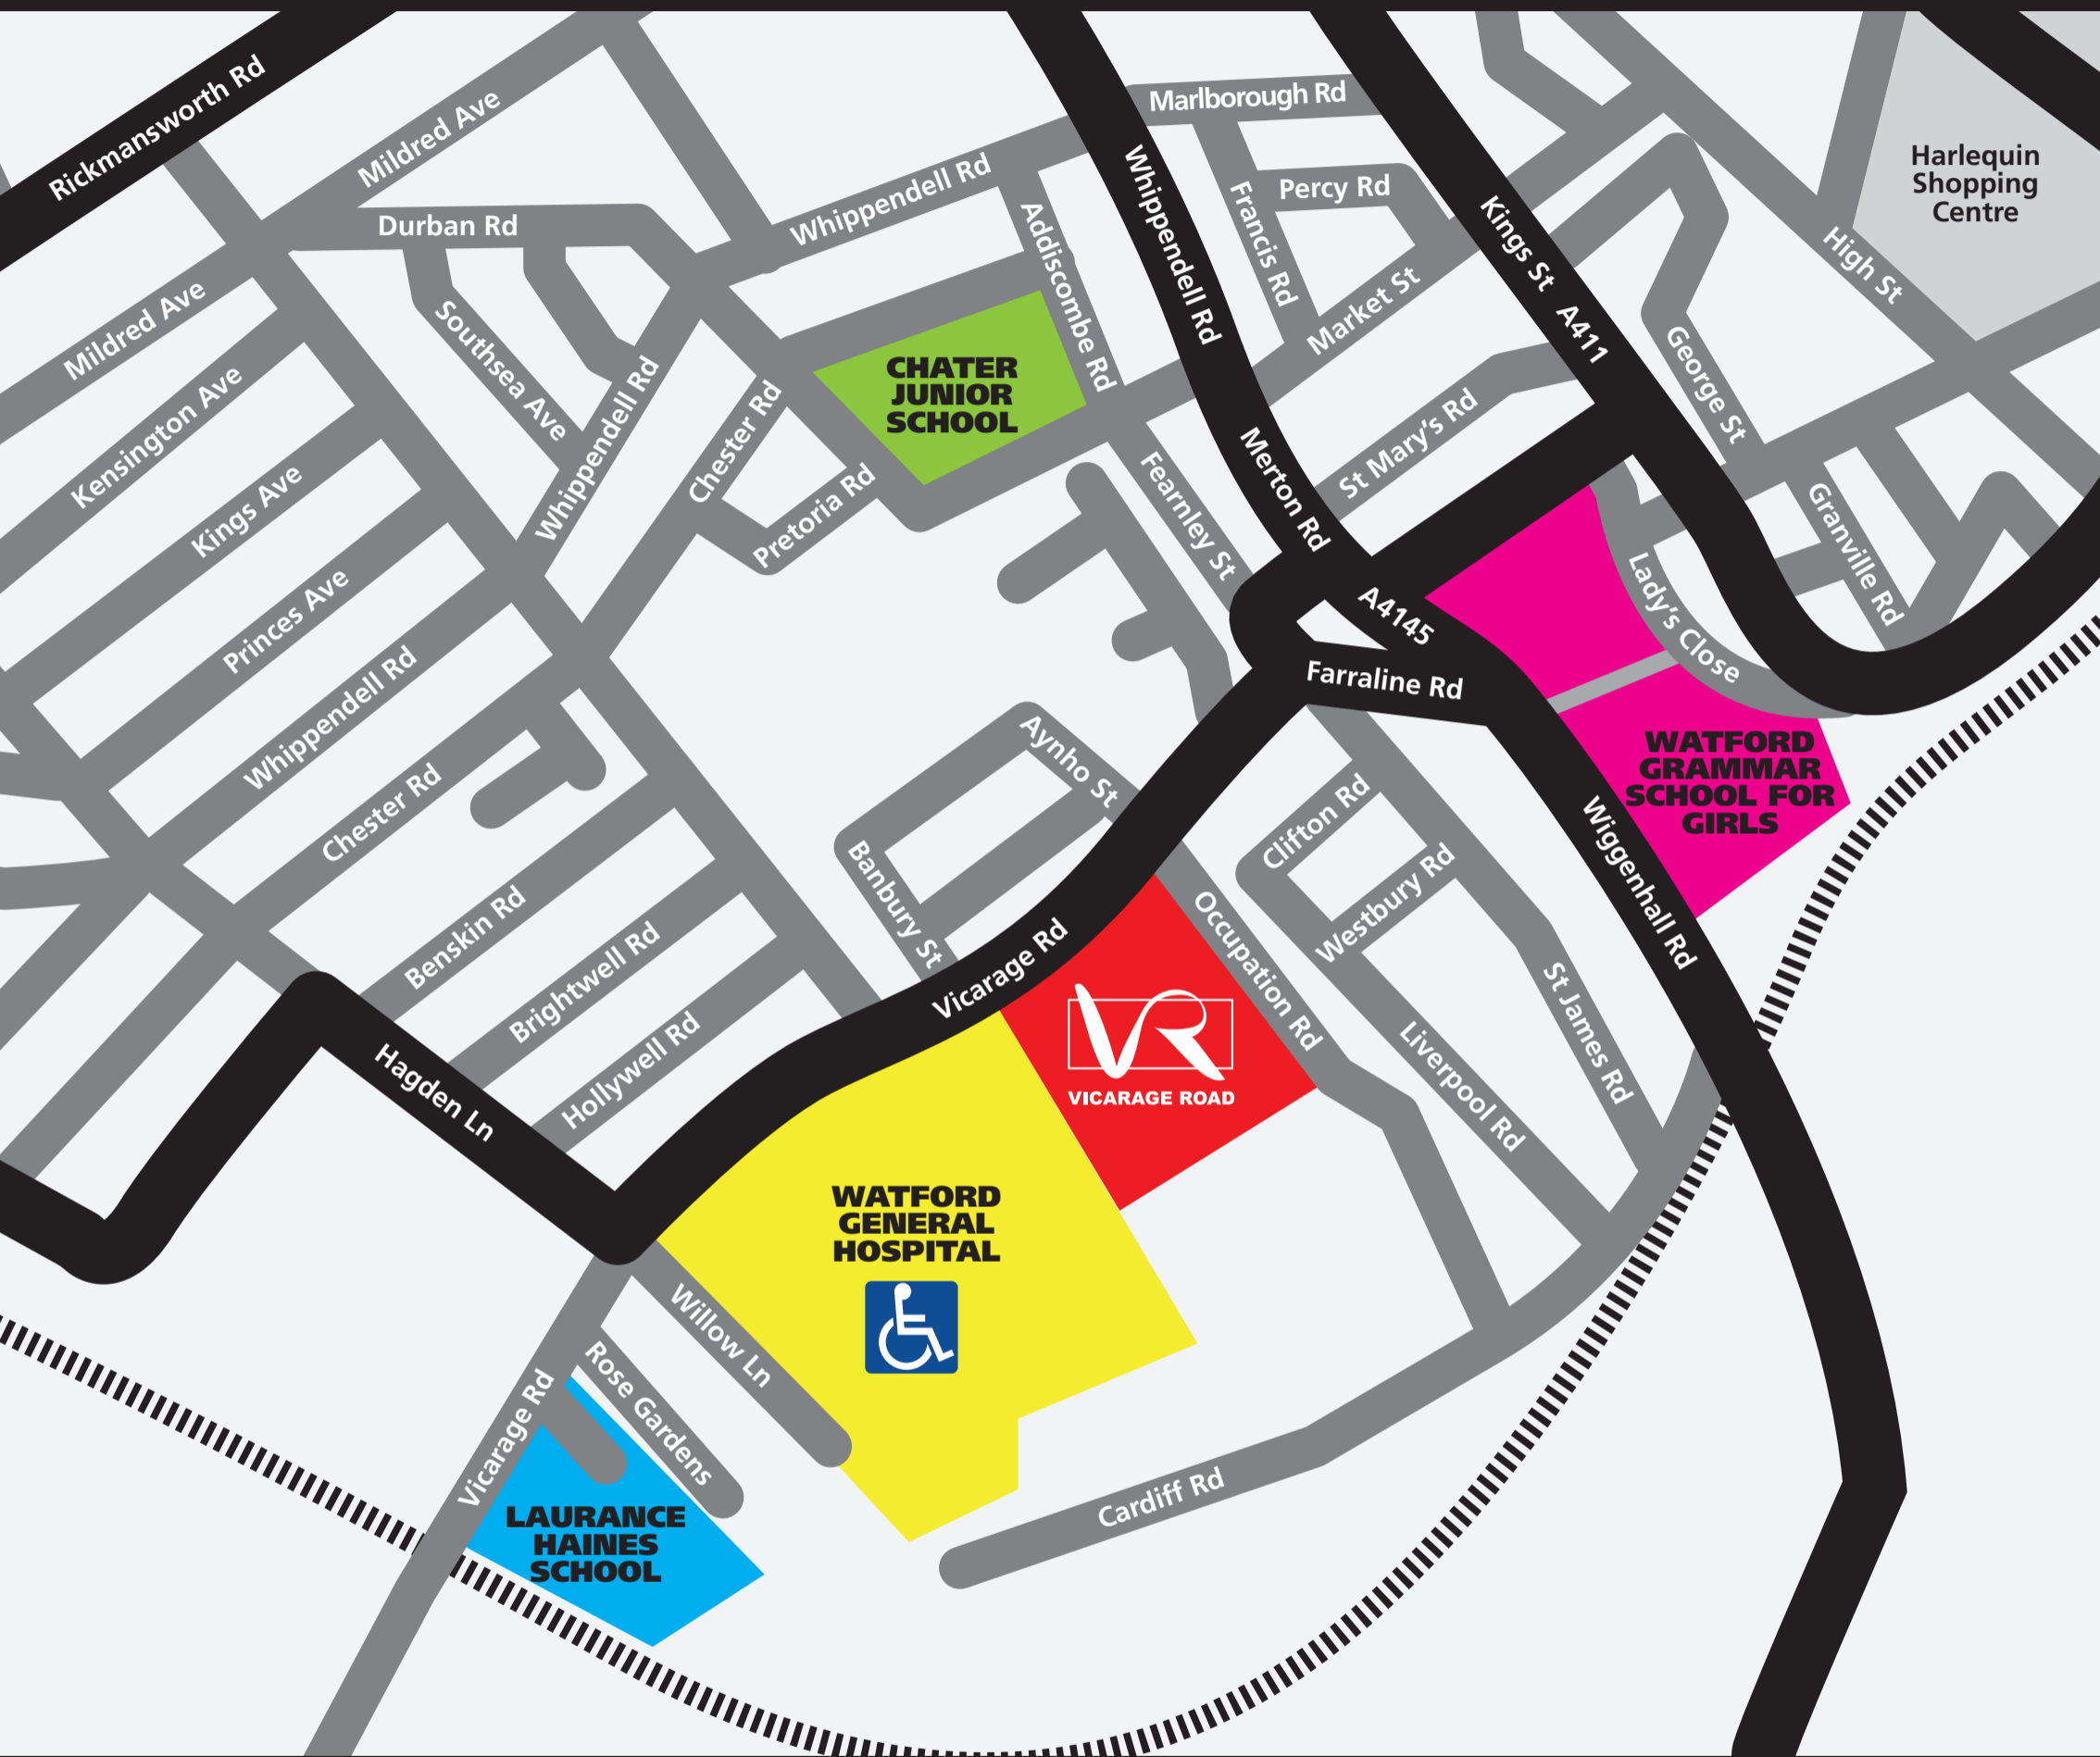 Rickmansworth Rd
Mildred Ave
Marlborough Rd
Whippendell Rd
Whippendell Rd
Harlequin
Shopping
Centre
Durban Rd
Percy Rd
Francis Rd
Addiscombe Rd
Kings St A411
High St
Mildred Ave
Southsea Ave
Market St
George St
Kensington Ave
Whippendell Rd
CHATER
JUNIOR
SCHOOL
Chester Rd
St Mary's Rd
Kings Ave
Pretoria Rd
Fearnley St
Merton Rd
Granville Rd
Princes Ave
A4145
Lady's Close
Farraline Rd
Whippendell Rd
WATFORD
GRAMMAR
SCHOOL FOR
GIRLS
Aynho St
Chester Rd
Clifton Rd
Wiggenhall Rd
Banbury St
Westbury Rd
Benskin Rd
Occupation Rd
Brightwell Rd
Vicarage Rd
St James Rd
VR
VICARAGE ROAD
Hollywell Rd
Hagden Ln
Liverpool Rd
WATFORD
GENERAL
HOSPITAL
Willow Ln
Rose Gardens
Vicarage Rd
Cardiff Rd
LAURANCE
HAINES
SCHOOL